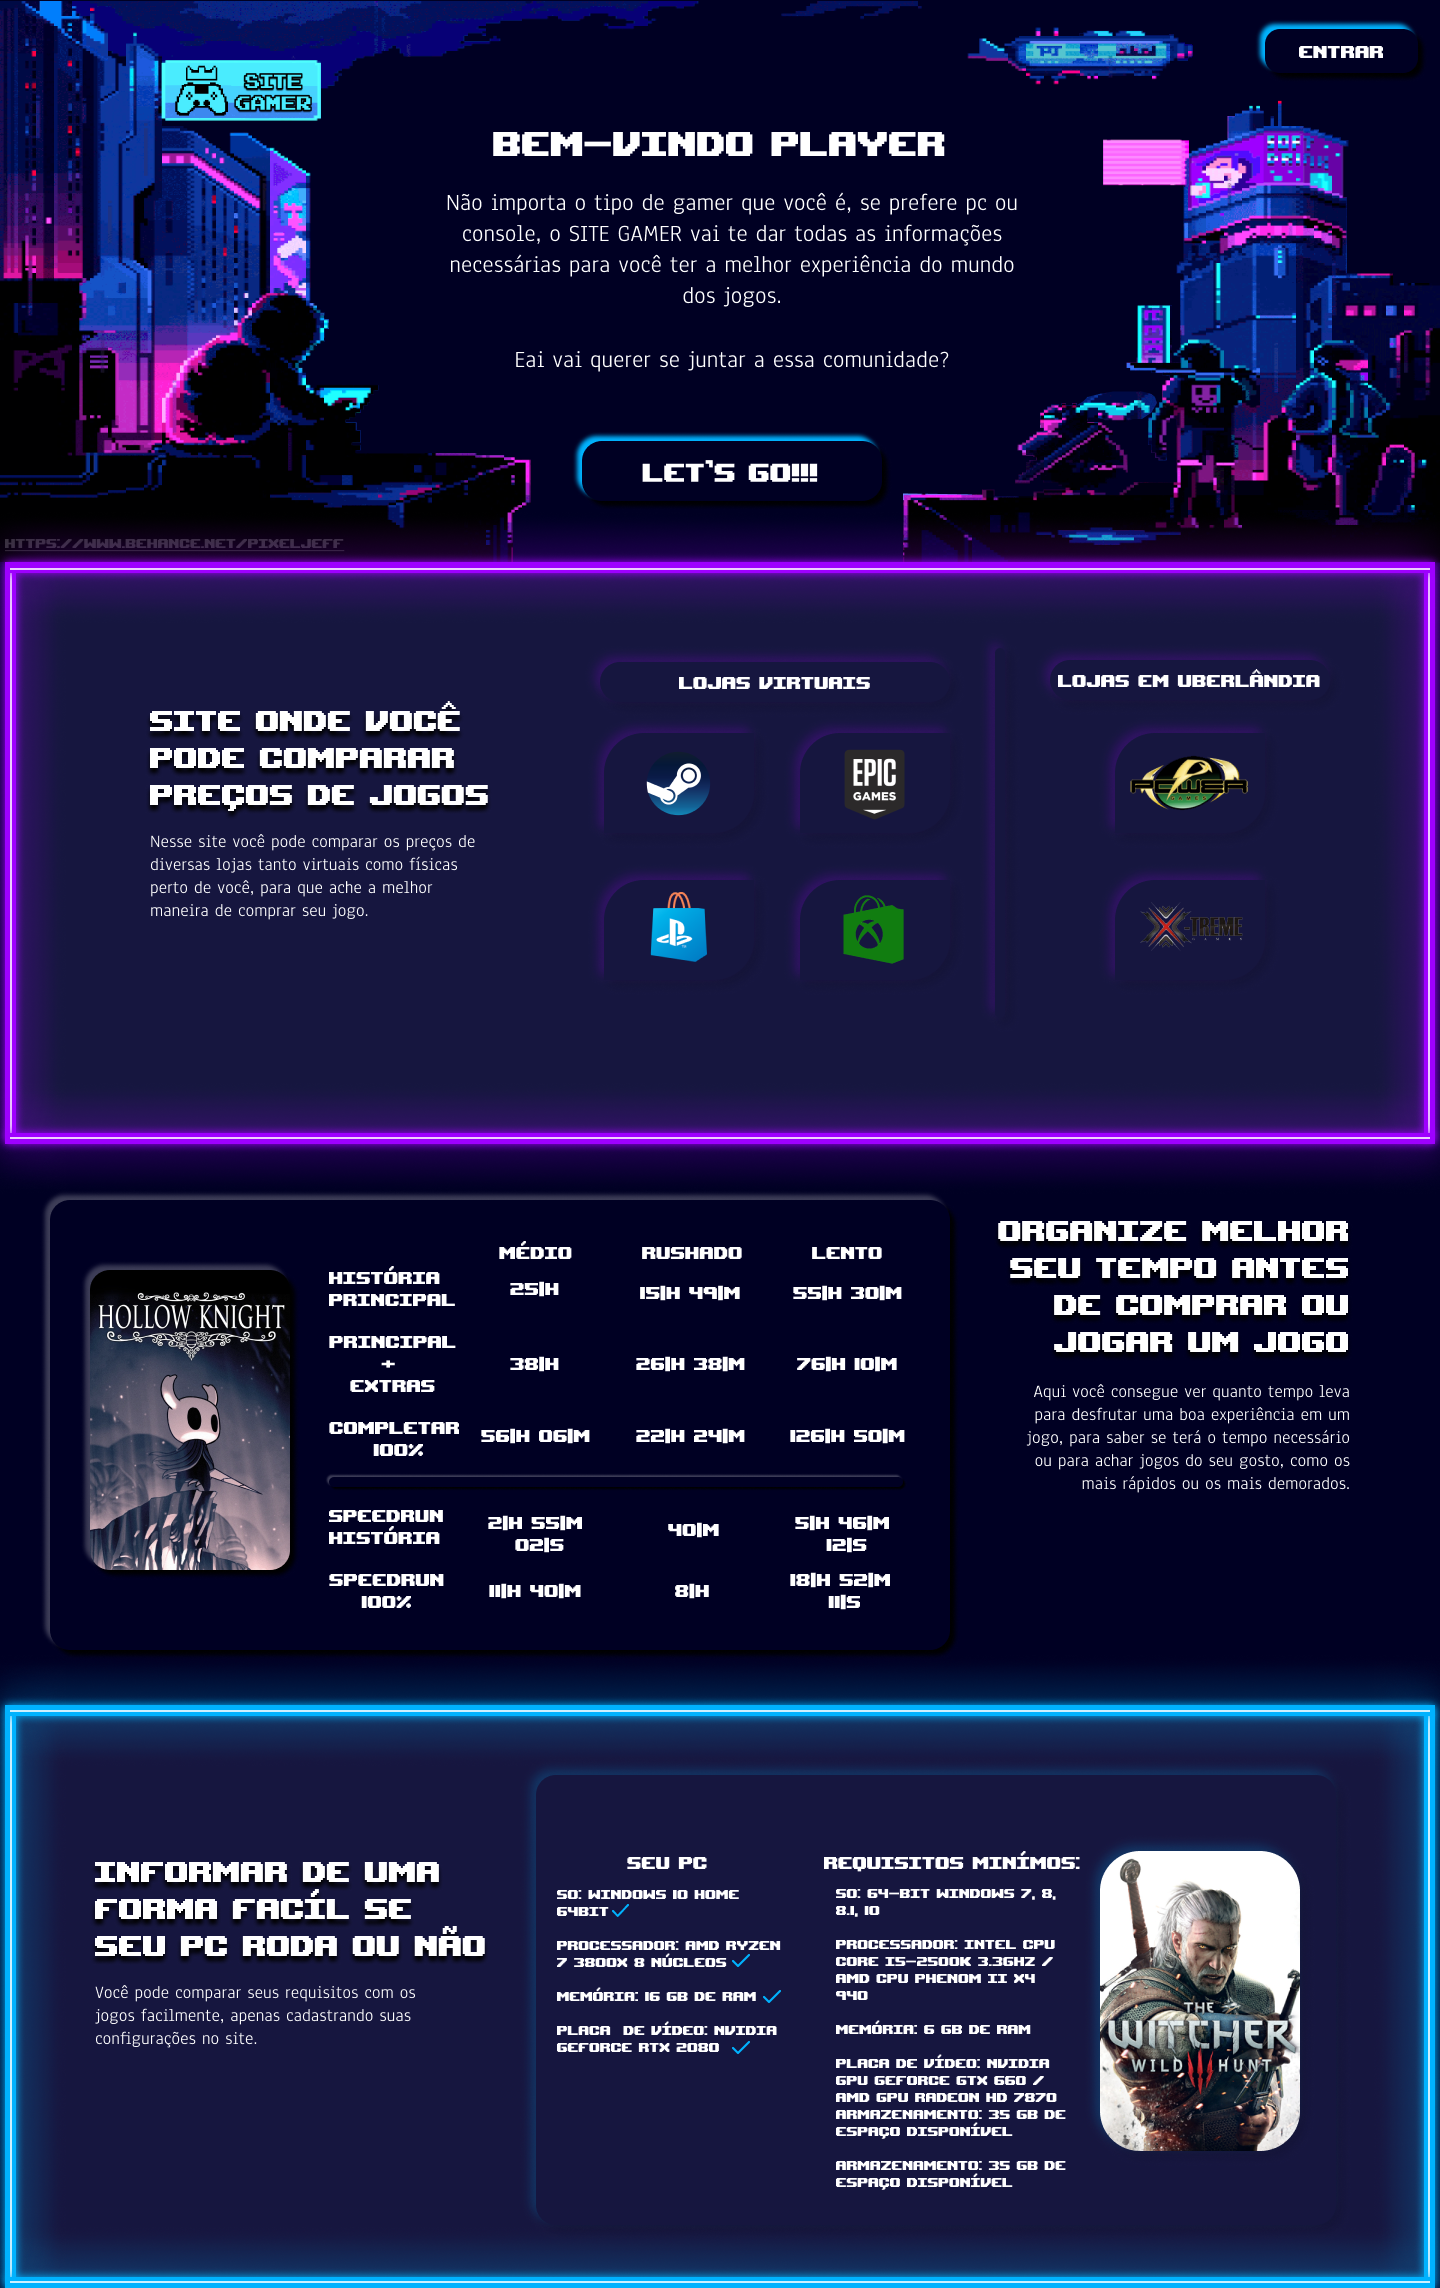 SITE
GAMER
ENTRAR
BEM-VINDO PLAYER
Não importa o tipo de gamer que você é, se prefere pc ou
console, o SITE GAMER vai te dar todas as informações
necessárias para você ter a melhor experiência do mundo
dos jogos.
Eai vai querer se juntar a essa comunidade?
LET'S GO!!!
HTTPS://WWW.BEHANCE.NET/PIXELJEFF
SITE ONDE VOCÊ
PODE COMPARAR
PREÇOS DE JOGOS
Nesse site você pode comparar os preços de
diversas lojas tanto virtuais como físicas
perto de você, para que ache a melhor
maneira de comprar seu jogo.
LOJAS VIRTUAIS
EPIC
GAMES
LOJAS EM UBERLÂNDIA
POWER
GAMES
X-TREME
GAMES
HOLLOW KNIGHT
MÉDIO RUSHADO LENTO
HISTÓRIA
PRINCIPAL
25|H 15|H 49|M 55|H 30|M
PRINCIPAL
+
EXTRAS
38|H 26|H 38|M 76|H 10|M
COMPLETAR
100%
56|H 06|M 22|H 24|M 126|H 50|M
SPEEDRUN
HISTÓRIA
2|H 55|M
02|S
40|M
5|H 46|M
12|S
SPEEDRUN
100%
11|H 40|M
8|H
18|H 52|M
11|S
ORGANIZE MELHOR
SEU TEMPO ANTES
DE COMPRAR OU
JOGAR UM JOGO
Aqui você consegue ver quanto tempo leva
para desfrutar uma boa experiência em um
jogo, para saber se terá o tempo necessário
ou para achar jogos do seu gosto, como os
mais rápidos ou os mais demorados.
INFORMAR DE UMA
FORMA FACÍL SE
SEU PC RODA OU NÃO
Você pode comparar seus requisitos com os
jogos facilmente, apenas cadastrando suas
configurações no site.
SEU PC
SO: WINDOWS 10 HOME
64BIT
PROCESSADOR: AMD RYZEN
7 3800X 8 NÚCLEOS
MEMÓRIA: 16 GB DE RAM
PLACA DE VÍDEO: NVIDIA
GEFORCE RTX 2080
REQUISITOS MINÍMOS:
SO: 64-BIT WINDOWS 7, 8,
8.1, 10
PROCESSADOR: INTEL CPU
CORE I5-2500K 3.3GHZ /
AMD CPU PHENOM II X4
940
MEMÓRIA: 6 GB DE RAM
PLACA DE VÍDEO: NVIDIA
GPU GEFORCE GTX 660 /
AMD GPU RADEON HD 7870
ARMAZENAMENTO: 35 GB DE
ESPAÇO DISPONÍVEL
ARMAZENAMENTO: 35 GB DE
ESPAÇO DISPONÍVEL
THE
WITCHER
WILD HUNT